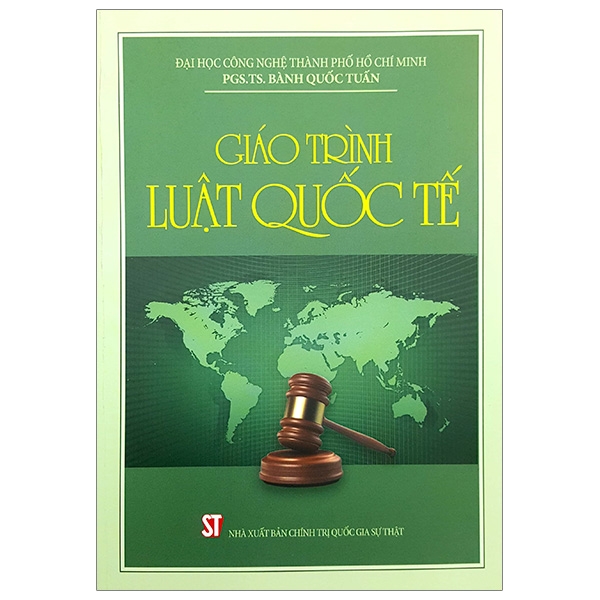 ĐẠI HỌC CÔNG NGHỆ THÀNH PHỐ HỒ CHÍ MINH
PGS.TS. BÀNH QUỐC TUẤN
GIÁO TRÌNH
LUẬT QUỐC TẾ
ST
NHÀ XUẤT BẢN CHÍNH TRỊ QUỐC GIA SỰ THẬT